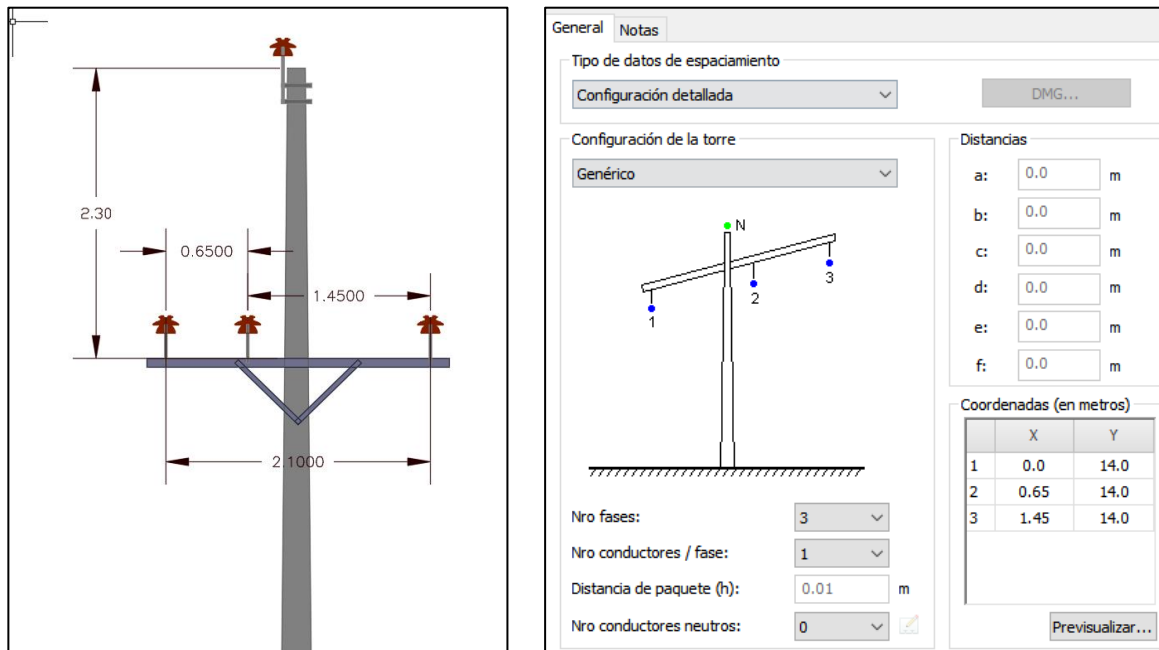 2.30
0.6500
1.4500
2.1000
General Notas
Tipo de datos de espaciamiento
Configuración detallada
DMG...
Configuración de la torre
Genérico
N
1
2
3
Nro fases: 3
Nro conductores / fase: 1
Distancia de paquete (h): 0.01 m
Nro conductores neutros: 0
Distancias
a: 0.0 m
b: 0.0 m
c: 0.0 m
d: 0.0 m
e: 0.0 m
f: 0.0 m
Coordenadas (en metros)
X Y
1 0.0 14.0
2 0.65 14.0
3 1.45 14.0
Previsualizar...